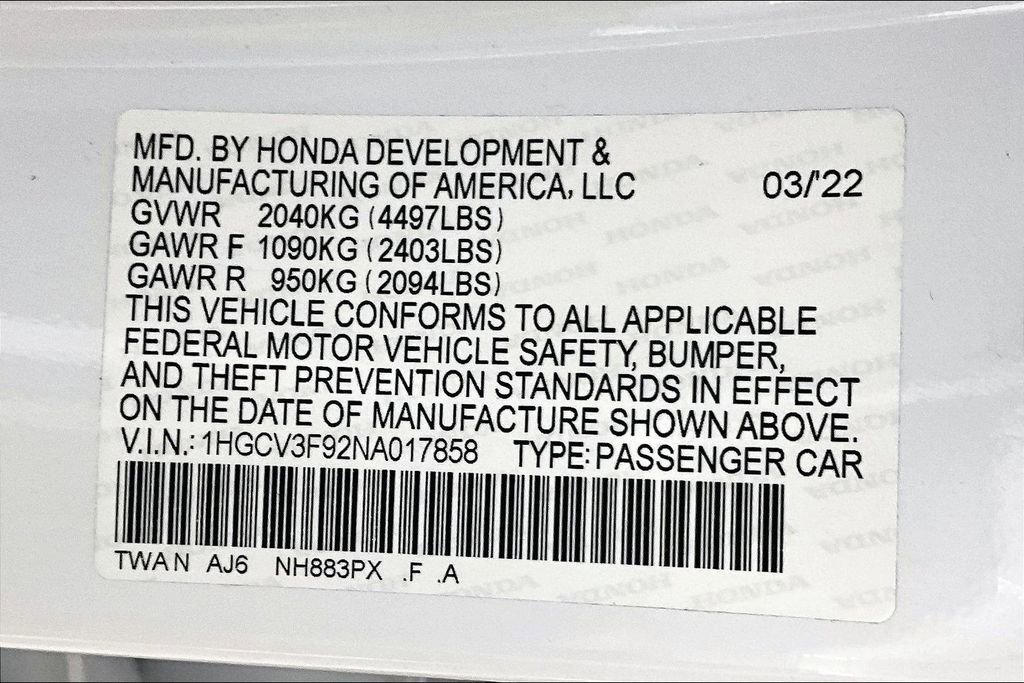 MFD. BY HONDA DEVELOPMENT &
MANUFACTURING OF AMERICA, LLC 03/'22
GVWR 2040KG (4497LBS)
GAWR F 1090KG (2403LBS)
GAWR R 950KG (2094LBS)
THIS VEHICLE CONFORMS TO ALL APPLICABLE
FEDERAL MOTOR VEHICLE SAFETY, BUMPER,
AND THEFT PREVENTION STANDARDS IN EFFECT
ON THE DATE OF MANUFACTURE SHOWN ABOVE.
V.I.N.: 1HGCV3F92NA017858 TYPE: PASSENGER CAR
TWAN AJ6 NH883PX .F .A